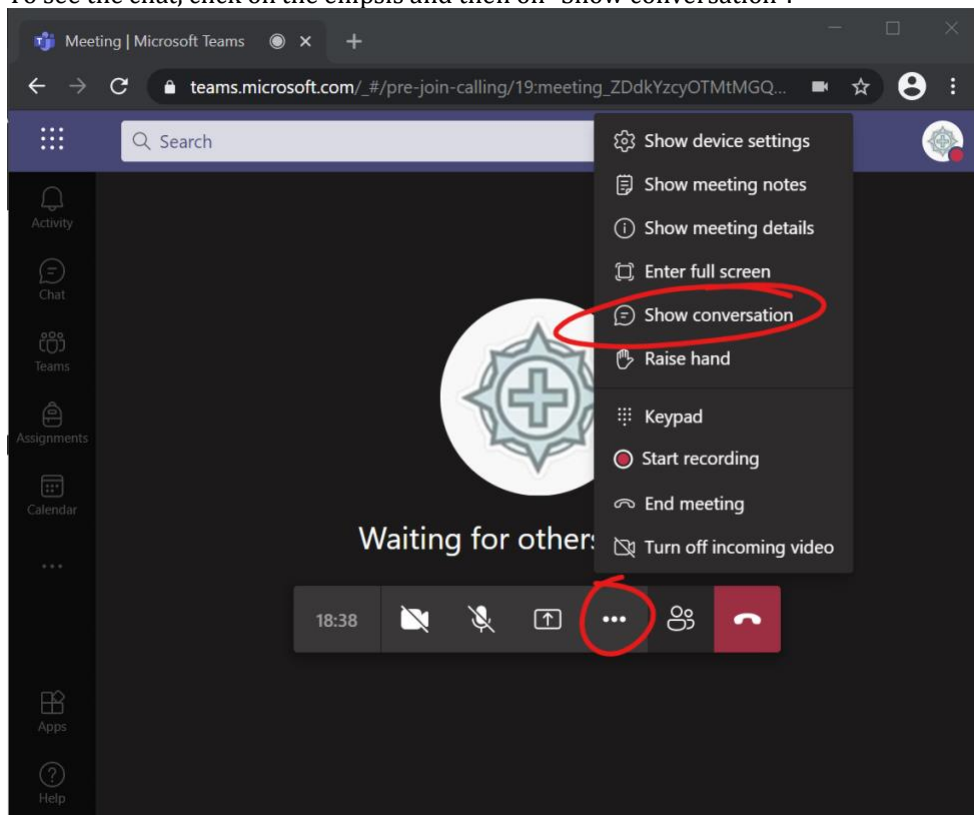 To see the chat, click on the ellipsis and then on "Show conversation".
Meeting | Microsoft Teams
teams.microsoft.com/_#/pre-join-calling/19:meeting_ZDdkYzcyOTMtMGQ...
Search
Show device settings
Show meeting notes
Show meeting details
Enter full screen
Show conversation
Raise hand
Keypad
Start recording
End meeting
Turn off incoming video
Activity
Chat
Teams
Assignments
Calendar
Waiting for others
18:38
Apps
Help